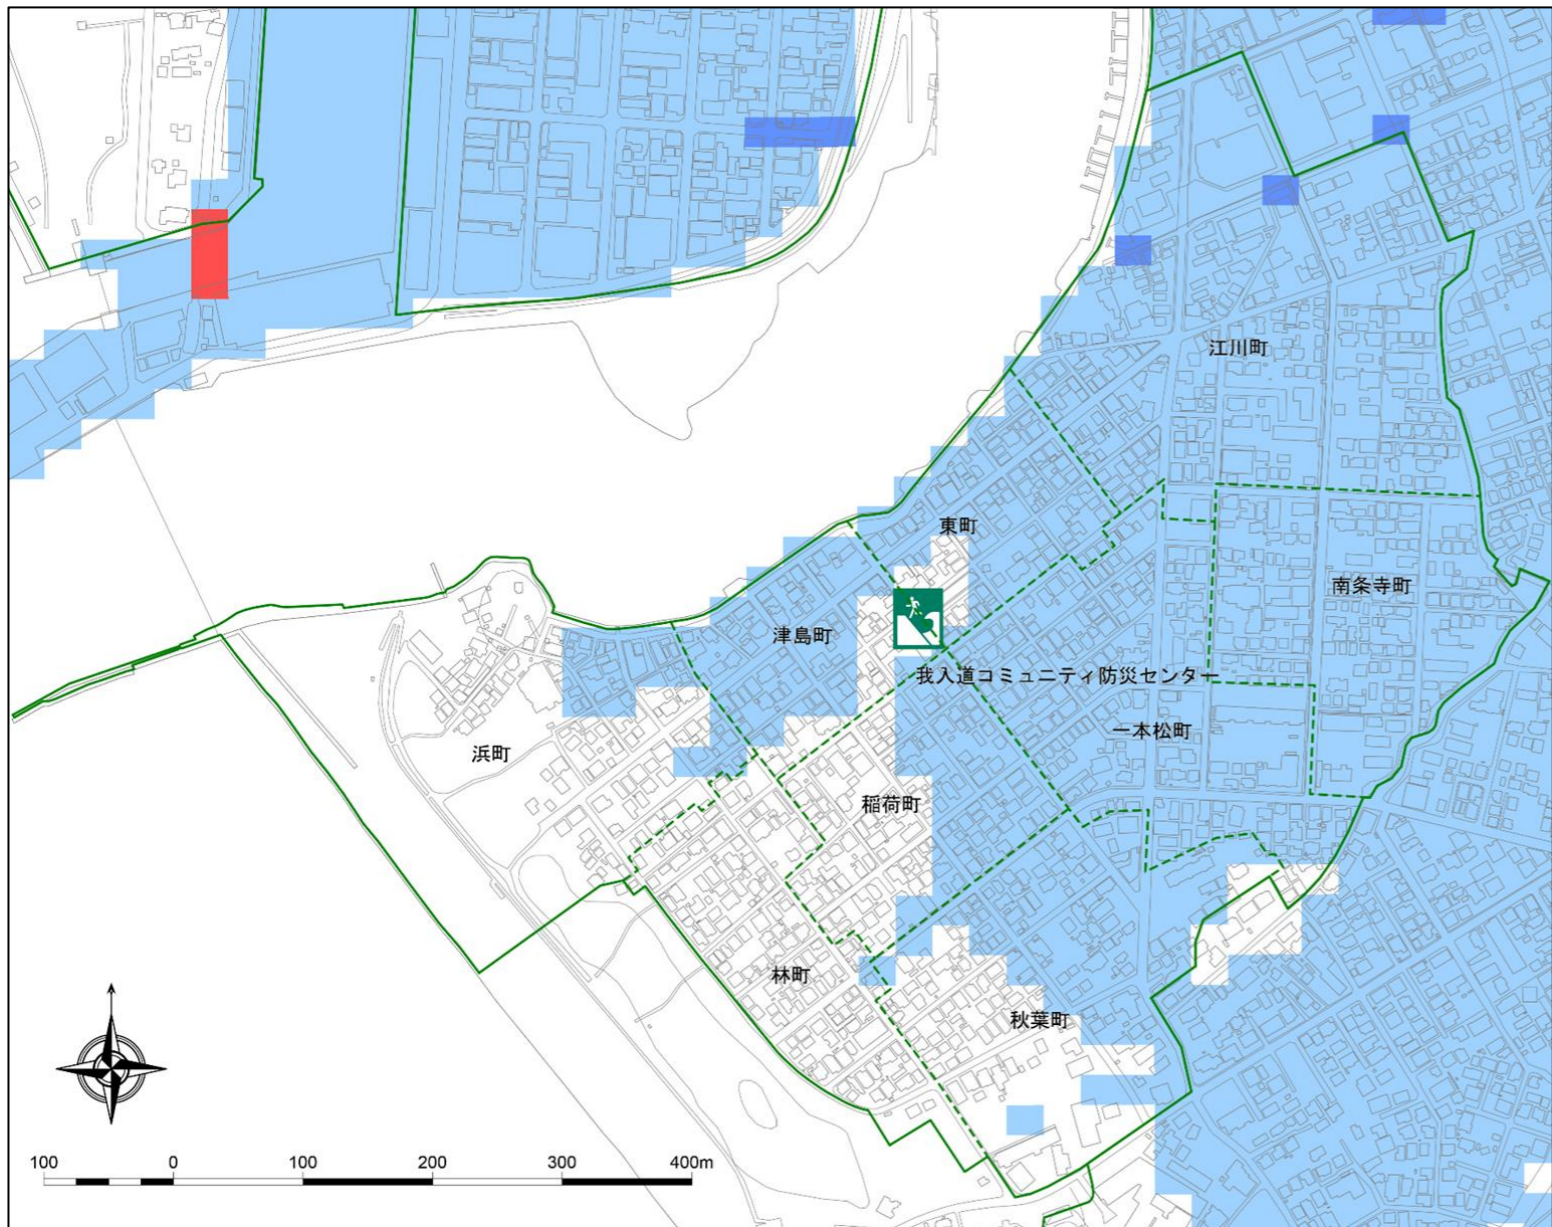 江川町
東町
南条寺町
津島町
我入道コミュニティ防災センター
一本松町
浜町
稲荷町
林町
秋葉町
100 0 100 200 300 400m